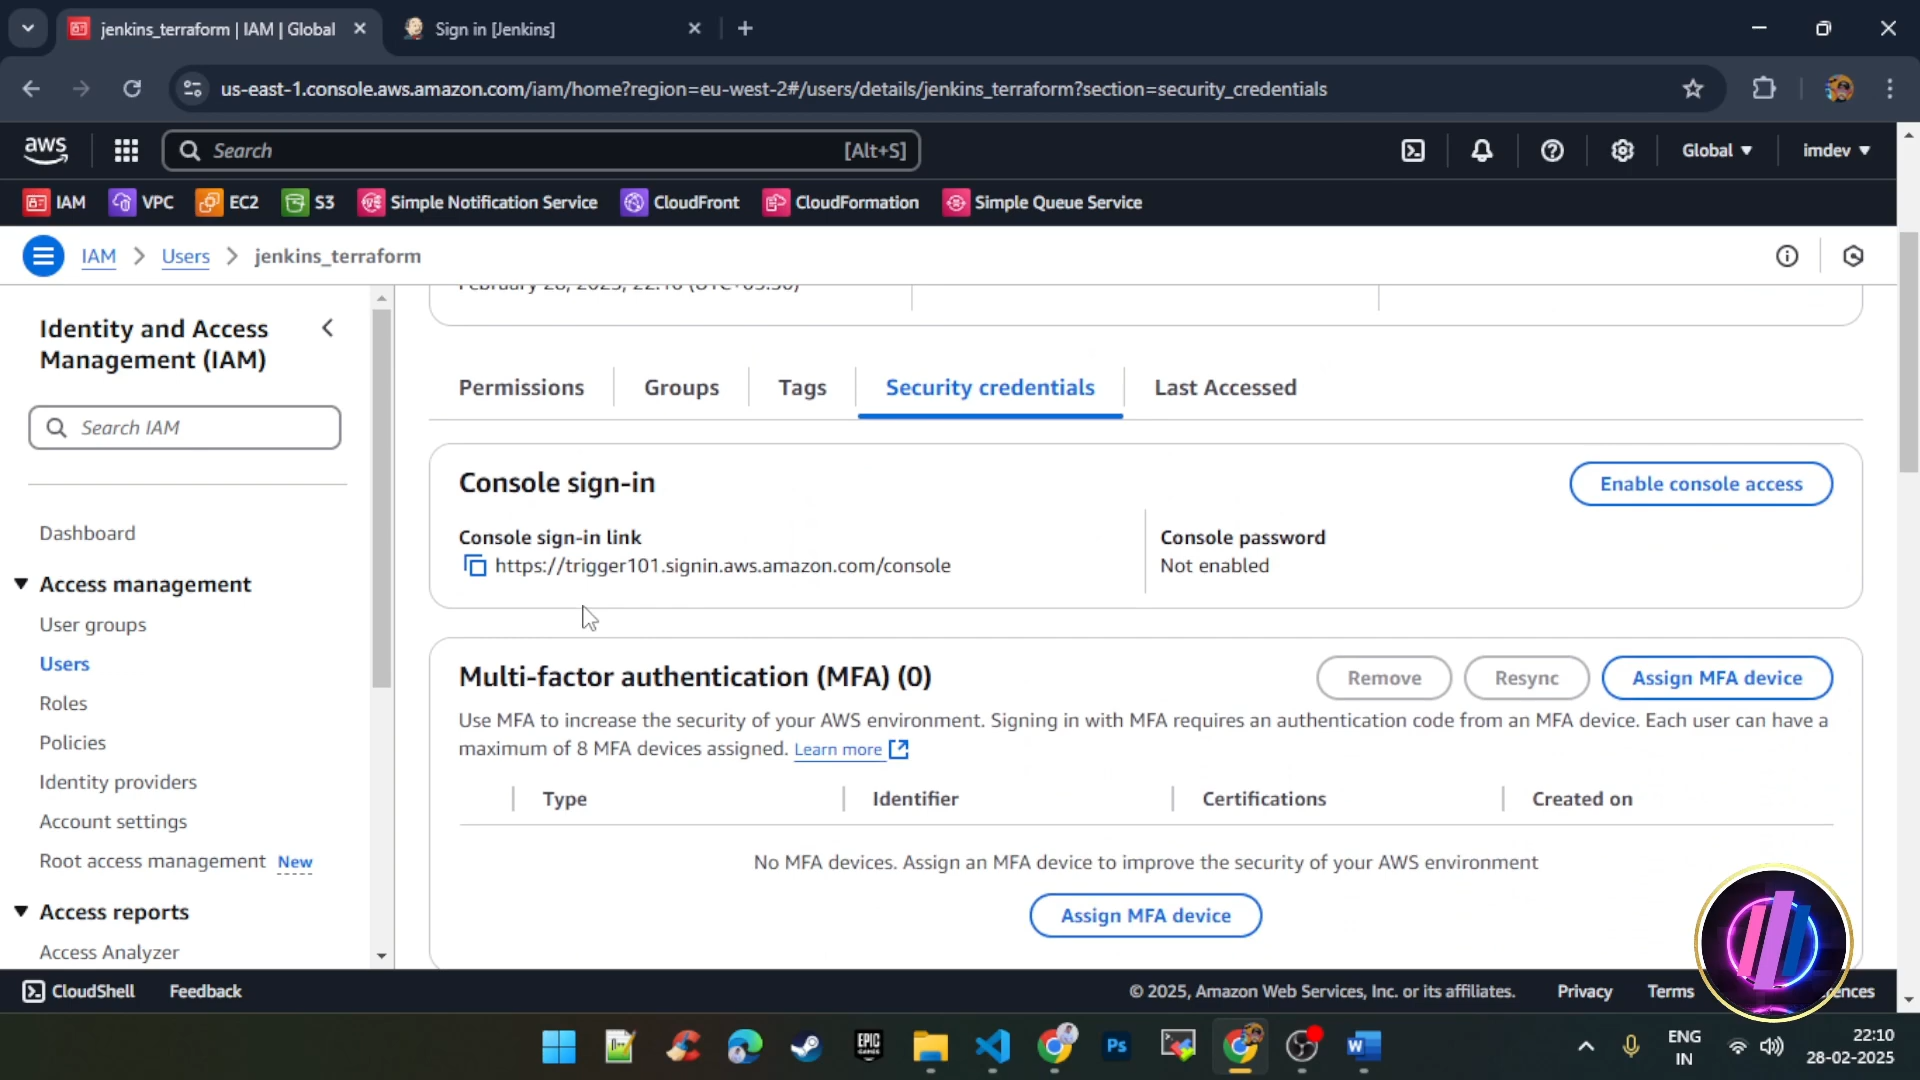 jenkins_terraform | IAM | Global
Sign in [Jenkins]
us-east-1.console.aws.amazon.com/iam/home?region=eu-west-2#/users/details/jenkins_terraform?section=security_credentials
aws
Search
[Alt+S]
Global
imdev
IAM
VPC
EC2
S3
Simple Notification Service
CloudFront
CloudFormation
Simple Queue Service
IAM
Users
jenkins_terraform
Identity and Access
Management (IAM)
Search IAM
Dashboard
Access management
User groups
Users
Roles
Policies
Identity providers
Account settings
Root access management New
Access reports
Access Analyzer
Permissions
Groups
Tags
Security credentials
Last Accessed
Console sign-in
Enable console access
Console sign-in link
https://trigger101.signin.aws.amazon.com/console
Console password
Not enabled
Multi-factor authentication (MFA) (0)
Remove
Resync
Assign MFA device
Use MFA to increase the security of your AWS environment. Signing in with MFA requires an authentication code from an MFA device. Each user can have a
maximum of 8 MFA devices assigned. Learn more
Type
Identifier
Certifications
Created on
No MFA devices. Assign an MFA device to improve the security of your AWS environment
Assign MFA device
CloudShell
Feedback
© 2025, Amazon Web Services, Inc. or its affiliates.
Privacy
Terms
EPIC
GAMES
Ps
W
ENG
IN
22:10
28-02-2025